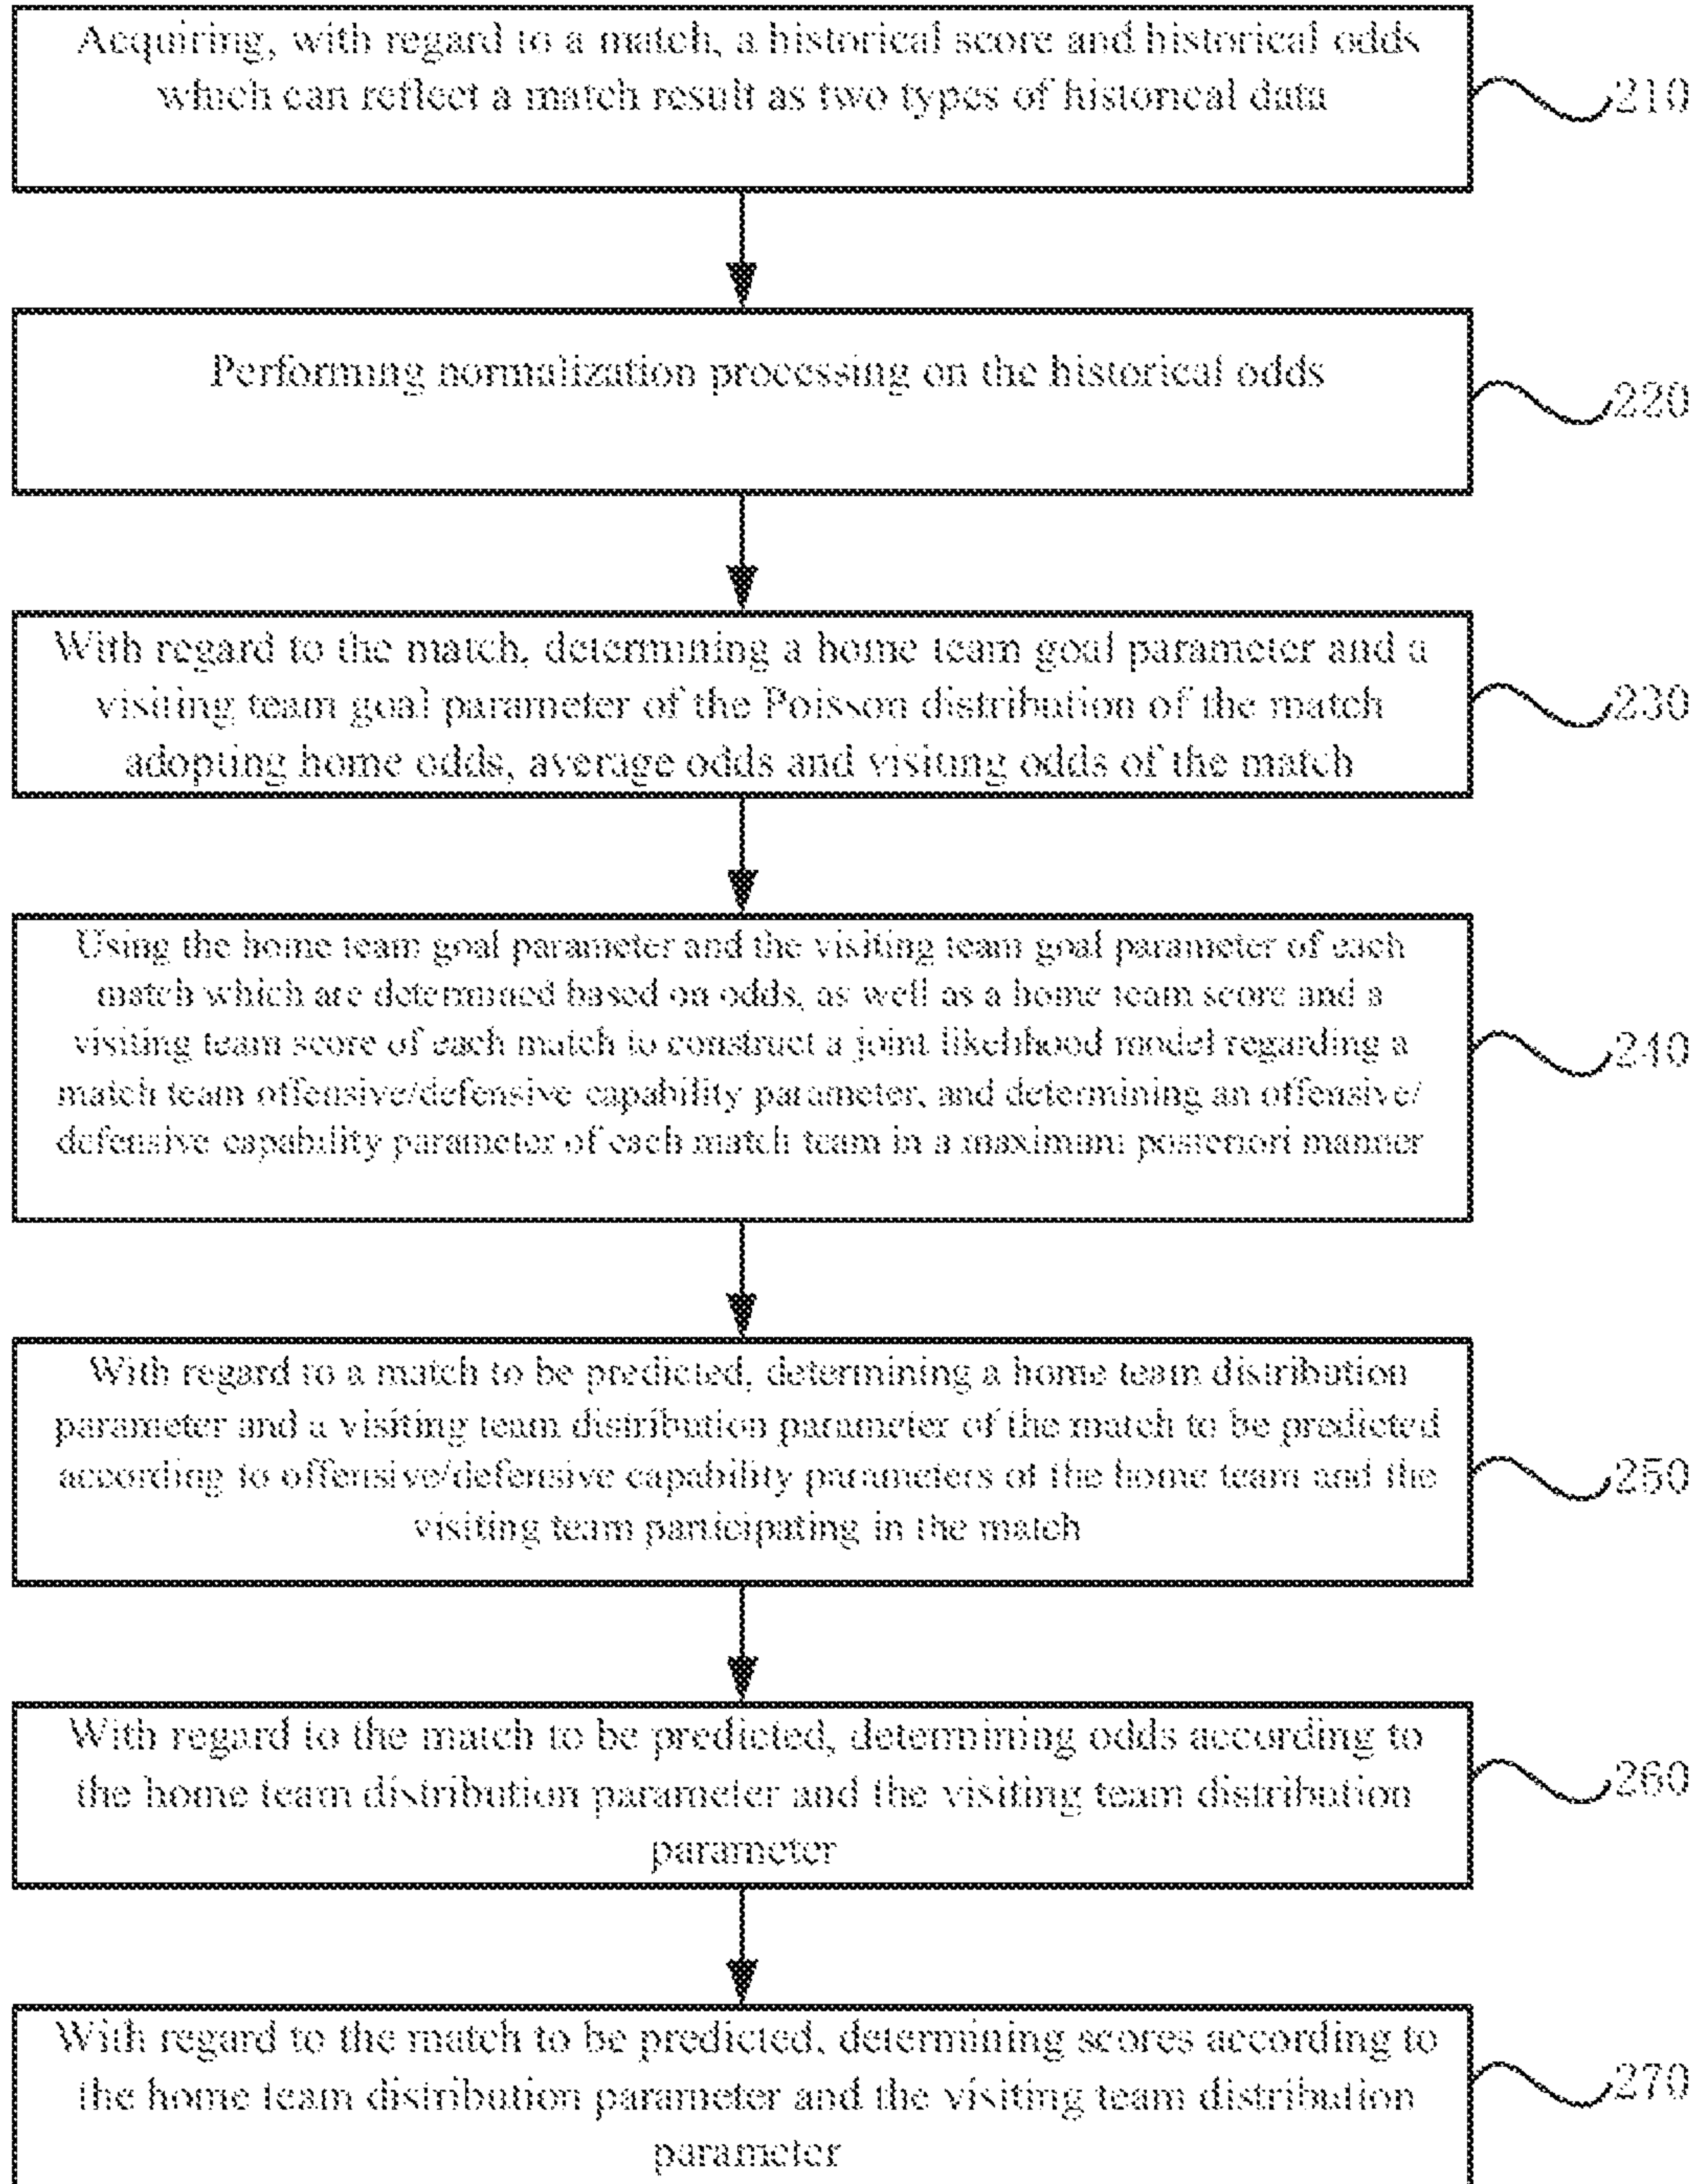 Acquiring, with regard to a match, a historical score and historical odds
which can reflect a match result as two types of historical data
210
Performing normalization processing on the historical odds
220
With regard to the match, determining a home team goal parameter and a
visiting team goal parameter of the Poisson distribution of the match
adopting home odds, average odds and visiting odds of the match
230
Using the home team goal parameter and the visiting team goal parameter of each
match which are determined based on odds, as well as a home team score and a
visiting team score of each match to construct a joint likelihood model regarding a
match team offensive/defensive capability parameter, and determining an offensive/
defensive capability parameter of each match team in a maximum posteriori manner
240
With regard to a match to be predicted, determining a home team distribution
parameter and a visiting team distribution parameter of the match to be predicted
according to offensive/defensive capability parameters of the home team and the
visiting team participating in the match
250
With regard to the match to be predicted, determining odds according to
the home team distribution parameter and the visiting team distribution
parameter
260
With regard to the match to be predicted, determining scores according to
the home team distribution parameter and the visiting team distribution
parameter
270